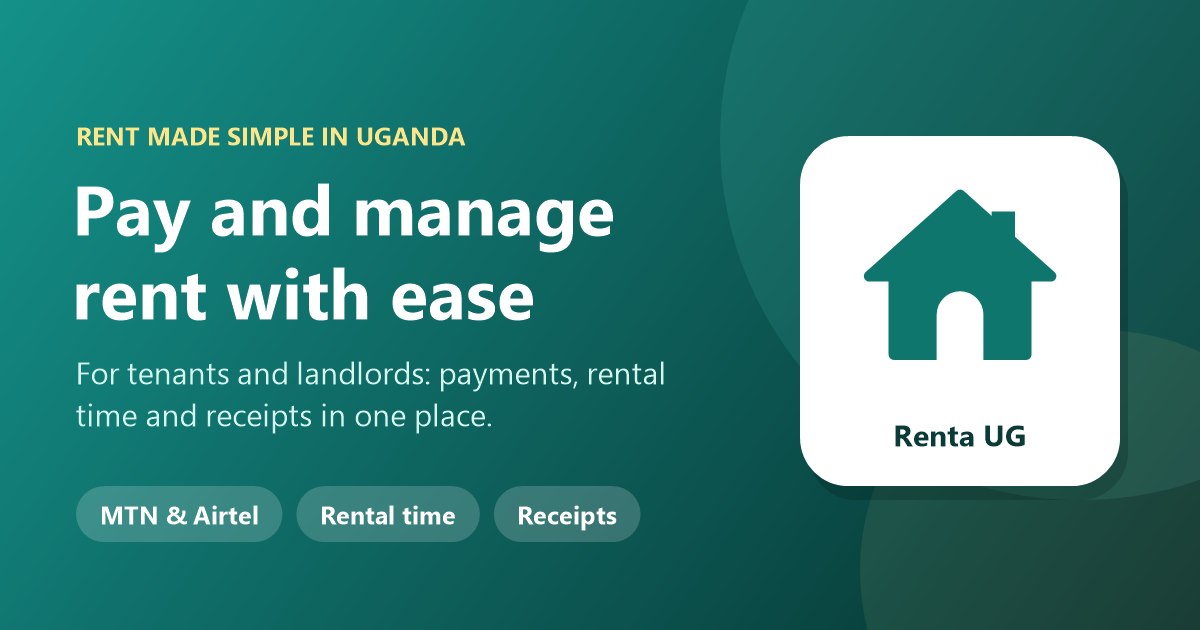 RENT MADE SIMPLE IN UGANDA
Pay and manage
rent with ease
For tenants and landlords: payments, rental
time and receipts in one place.
MTN & Airtel
Rental time
Receipts
Renta UG